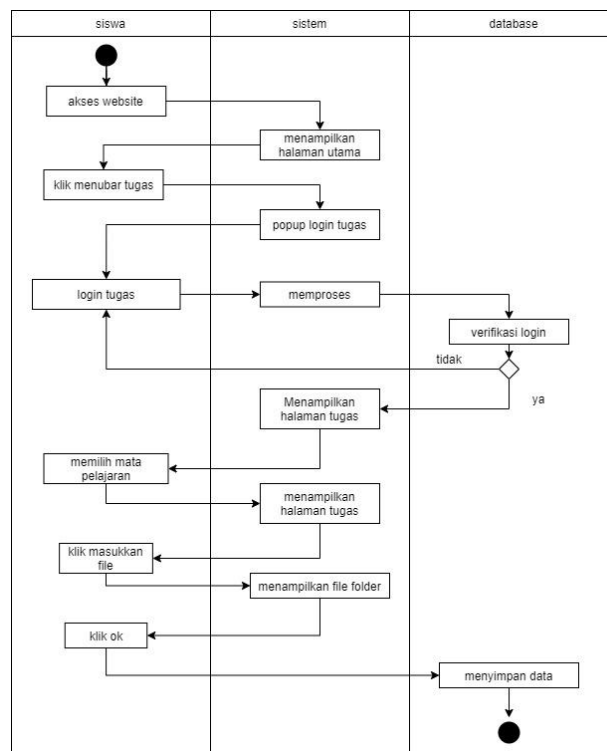 siswa
sistem
database
akses website
menampilkan
halaman utama
klik menubar tugas
popup login tugas
login tugas
memproses
verifikasi login
tidak
ya
Menampilkan
halaman tugas
memilih mata
pelajaran
menampilkan
halaman tugas
klik masukkan
file
menampilkan file folder
klik ok
menyimpan data